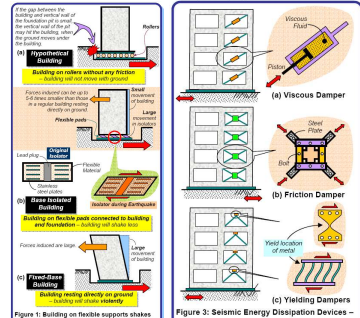 If the gap between the
building and vertical wall
of the foundation pit is small,
the vertical wall of the pit
may hit the building, when
the ground moves under
the building.
Rollers
(a)
Hypothetical
Building
Building on rollers without any friction
– building will not move with ground
Forces induced can be up to
5-6 times smaller than those
in a regular building resting
directly on ground.
Small
movement
of building
Flexible pads
Large
movement
in isolators
Original
Isolator
Lead plug
Flexible
Material
Stainless
steel plates
Isolator during Earthquake
(b)
Base Isolated
Building
Building on flexible pads connected to building
and foundation – building will shake less
Forces induced are large.
Large
movement
of building
(c)
Fixed-Base
Building
Building resting directly on ground
– building will shake violently
Figure 1: Building on flexible supports shakes
Viscous
Fluid
Piston
(a) Viscous Damper
Steel
Plate
Bolt
(b) Friction Damper
Yield location
of metal
(c) Yielding Dampers
Figure 3: Seismic Energy Dissipation Devices –